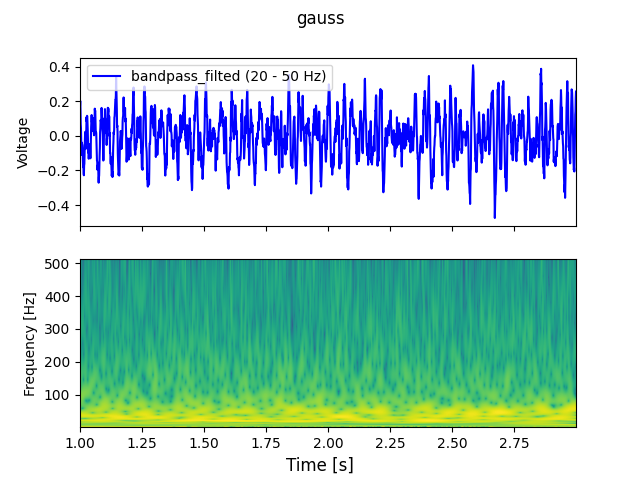 gauss
bandpass_filted (20 - 50 Hz)
0.4
0.2
0.0
−0.2
−0.4
Voltage
500
400
300
200
100
Frequency [Hz]
1.00 1.25 1.50 1.75 2.00 2.25 2.50 2.75
Time [s]